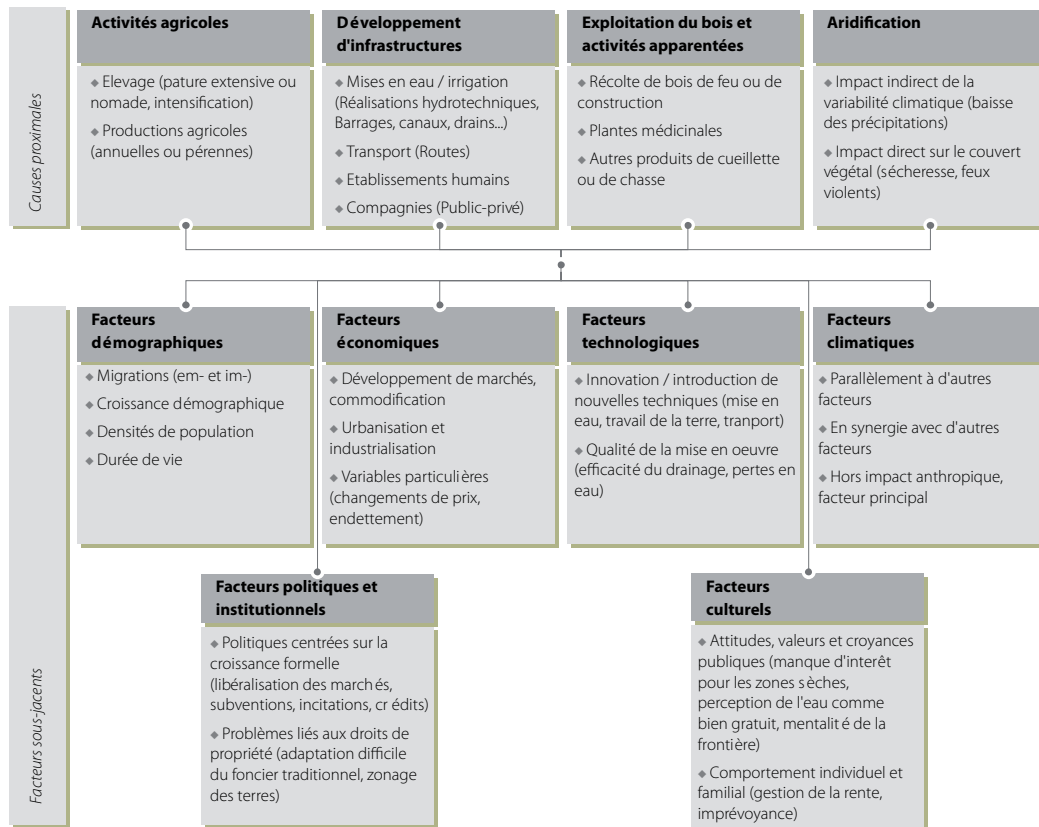 Causes proximales
Activités agricoles
◆ Elevage (pature extensive ou
nomade, intensification)
◆ Productions agricoles
(annuelles ou pérennes)
Développement
d'infrastructures
◆ Mises en eau / irrigation
(Réalisations hydrotechniques,
Barrages, canaux, drains...)
◆ Transport (Routes)
◆ Etablissements humains
◆ Compagnies (Public-privé)
Exploitation du bois et
activités apparentées
◆ Récolte de bois de feu ou de
construction
◆ Plantes médicinales
◆ Autres produits de cueillette
ou de chasse
Aridification
◆ Impact indirect de la
variabilité climatique (baisse
des précipitations)
◆ Impact direct sur le couvert
végétal (sécheresse, feux
violents)
Facteurs sous-jacents
Facteurs
démographiques
◆ Migrations (em- et im-)
◆ Croissance démographique
◆ Densités de population
◆ Durée de vie
Facteurs
économiques
◆ Développement de marchés,
commodification
◆ Urbanisation et
industrialisation
◆ Variables particulières
(changements de prix,
endettement)
Facteurs
technologiques
◆ Innovation / introduction de
nouvelles techniques (mise en
eau, travail de la terre, tranport)
◆ Qualité de la mise en oeuvre
(efficacité du drainage, pertes en
eau)
Facteurs
climatiques
◆ Parallèlement à d'autres
facteurs
◆ En synergie avec d'autres
facteurs
◆ Hors impact anthropique,
facteur principal
Facteurs politiques et
institutionnels
◆ Politiques centrées sur la
croissance formelle
(libéralisation des marchés,
subventions, incitations, crédits)
◆ Problèmes liés aux droits de
propriété (adaptation difficile
du foncier traditionnel, zonage
des terres)
Facteurs
culturels
◆ Attitudes, valeurs et croyances
publiques (manque d'interêt
pour les zones sèches,
perception de l'eau comme
bien gratuit, mentalité de la
frontière)
◆ Comportement individuel et
familial (gestion de la rente,
imprévoyance)